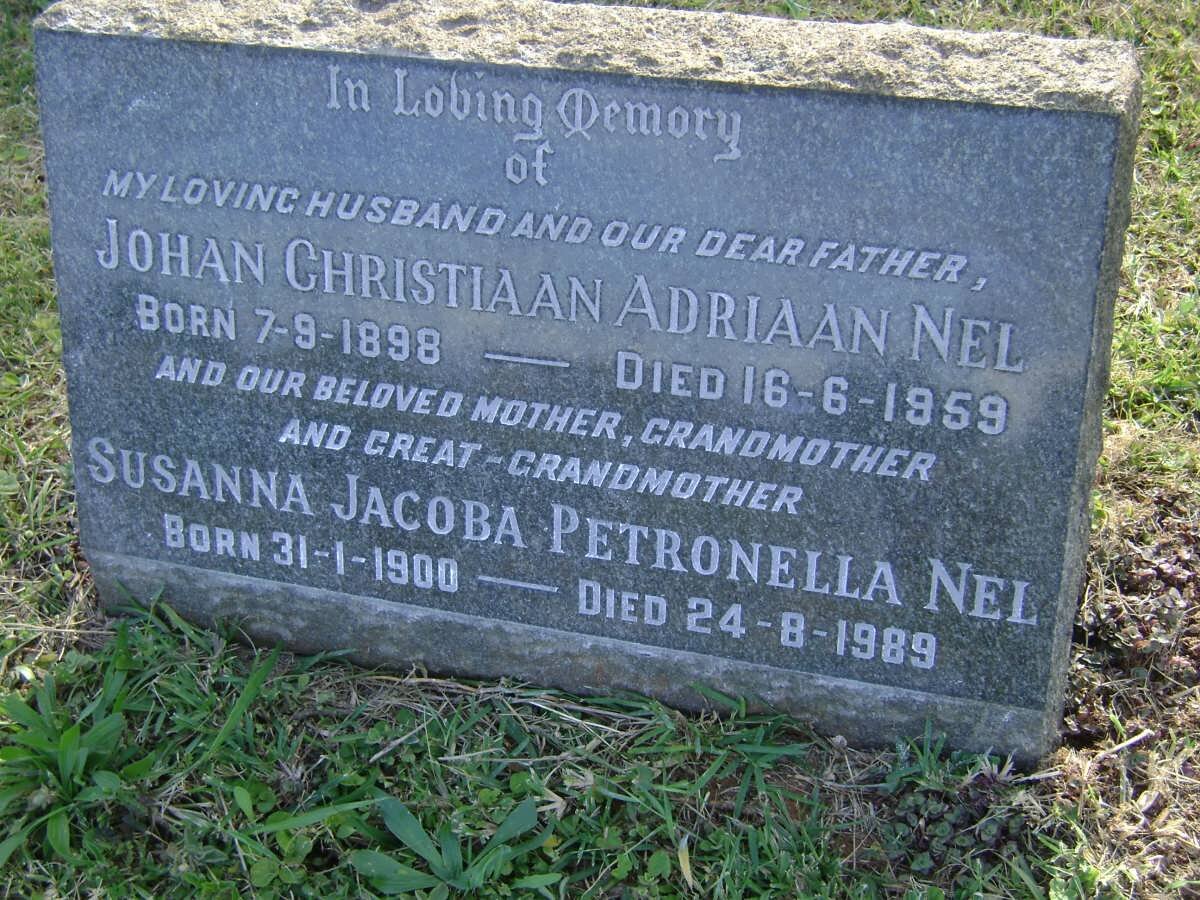 In Loving Memory
of
MY LOVING HUSBAND AND OUR DEAR FATHER,
JOHAN CHRISTIAAN ADRIAAN NEL
BORN 7-9-1898 — DIED 16-6-1959
AND OUR BELOVED MOTHER, GRANDMOTHER
AND GREAT-GRANDMOTHER
SUSANNA JACOBA PETRONELLA NEL
BORN 31-1-1900 — DIED 24-8-1989